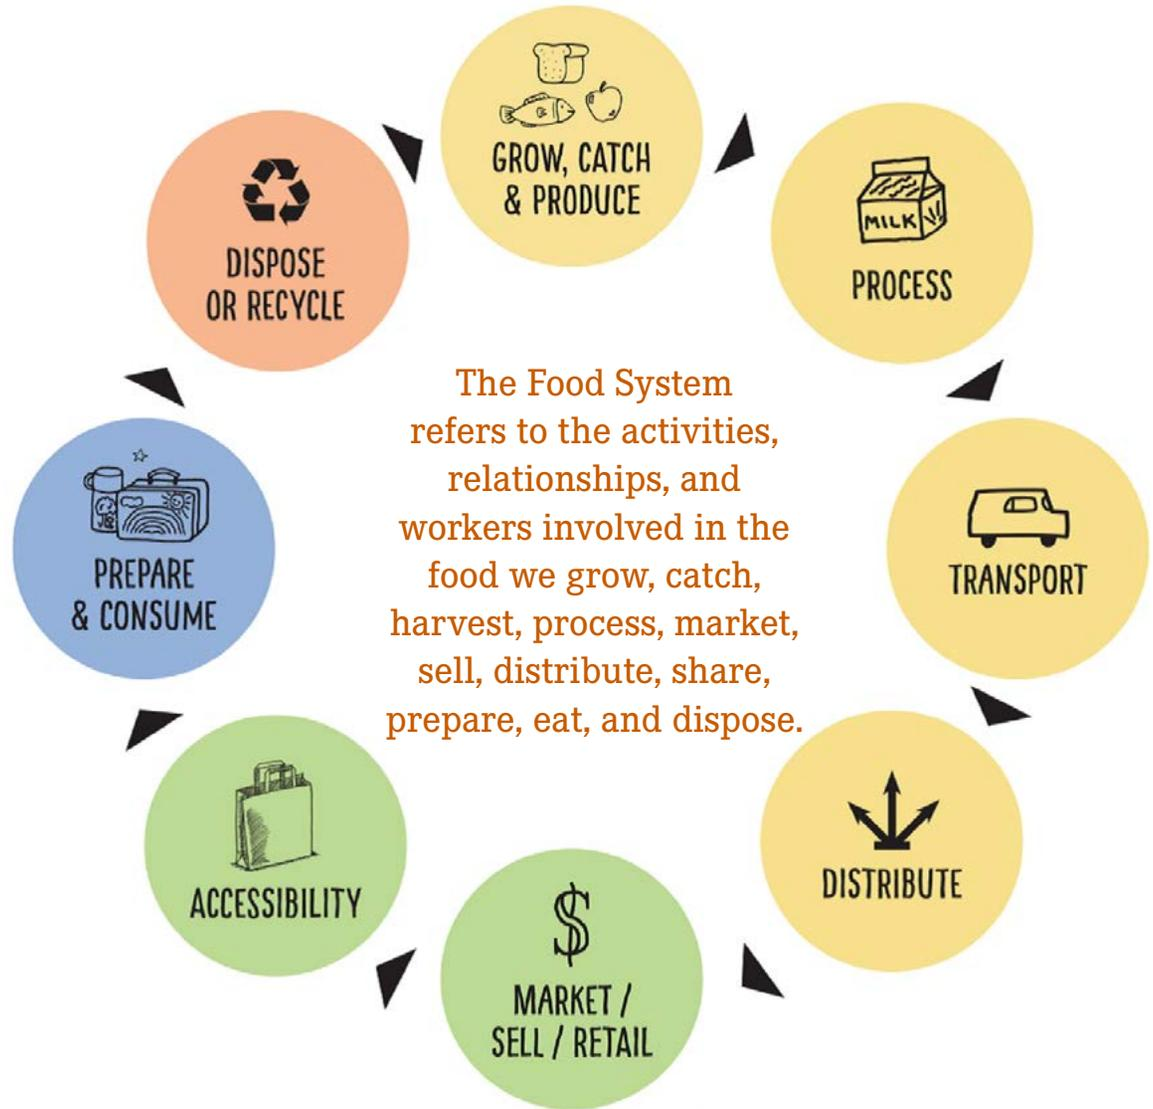 GROW, CATCH
& PRODUCE
MILK
PROCESS
TRANSPORT
DISTRIBUTE
MARKET /
SELL / RETAIL
$
ACCESSIBILITY
PREPARE
& CONSUME
DISPOSE
OR RECYCLE
The Food System
refers to the activities,
relationships, and
workers involved in the
food we grow, catch,
harvest, process, market,
sell, distribute, share,
prepare, eat, and dispose.